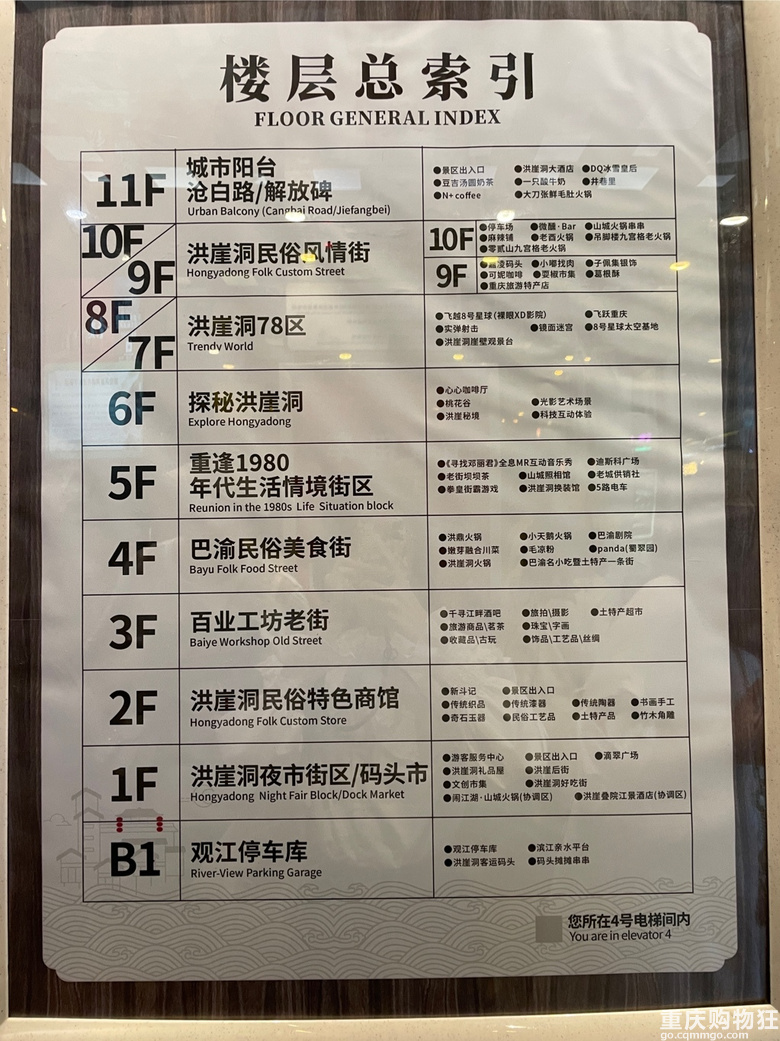 楼层总索引
FLOOR GENERAL INDEX
11F
城市阳台
沧白路/解放碑
Urban Balcony (Cangbai Road/Jiefangbei)
●景区出入口 ●洪崖洞大酒店 ●DQ冰雪皇后
●豆吉汤圆奶茶 ●一只酸牛奶 ●井巷里
●N+coffee ●大刀张鲜毛肚火锅
10F
9F
洪崖洞民俗风情街
Hongyadong Folk Custom Street
10F
●停车场 ●微醺·Bar ●山城火锅串串
●麻辣铺 ●老酉火锅 ●吊脚楼九宫格老火锅
●零贰山九宫格老火锅
9F
码头 ●小嘟找肉 ●子佩集银饰
●可妮咖啡 ●耍椒市集 ●葛根酥
●重庆旅游特产店
8F
7F
洪崖洞78区
Trendy World
●飞越8号星球(裸眼XD影院) ●飞跃重庆
●实弹射击 ●镜面迷宫 ●8号星球太空基地
●洪崖洞崖壁观景台
6F
探秘洪崖洞
Explore Hongyadong
●心心咖啡厅
●桃花谷 ●光影艺术场景
●洪崖秘境 ●科技互动体验
5F
重逢1980
年代生活情境街区
Reunion in the 1980s Life Situation block
●《寻找邓丽君》全息MR互动音乐秀 ●迪斯科广场
●老街坝坝茶 ●山城照相馆 ●老城供销社
●拳皇街霸游戏 ●洪崖洞换装馆 ●5路电车
4F
巴渝民俗美食街
Bayu Folk Food Street
●洪鼎火锅 ●小天鹅火锅 ●巴渝剧院
●嫩芽融合川菜 ●毛凉粉 ●panda(蜀翠园)
●洪崖洞火锅 ●巴渝名小吃暨土特产一条街
3F
百业工坊老街
Baiye Workshop Old Street
●千寻江畔酒吧 ●旅拍\摄影 ●土特产超市
●旅游商品\茗茶 ●珠宝\字画
●收藏品\古玩 ●饰品\工艺品\丝绸
2F
洪崖洞民俗特色商馆
Hongyadong Folk Custom Store
●新斗记 ●景区出入口
●传统织品 ●传统漆器 ●传统陶器 ●书画手工
●奇石玉器 ●民俗工艺品 ●土特产品 ●竹木角雕
1F
洪崖洞夜市街区/码头市
Hongyadong Night Fair Block/Dock Market
●游客服务中心 ●景区出入口 ●滴翠广场
●洪崖洞礼品屋 ●洪崖后街
●文创市集 ●洪崖洞好吃街
●闹江湖·山城火锅(协调区) ●洪崖叠院江景酒店(协调区)
B1
观江停车库
River-View Parking Garage
●观江停车库 ●滨江亲水平台
●洪崖洞客运码头 ●码头摊摊串串
您所在4号电梯间内
You are in elevator 4
重庆购物狂
go.cqmmgo.com